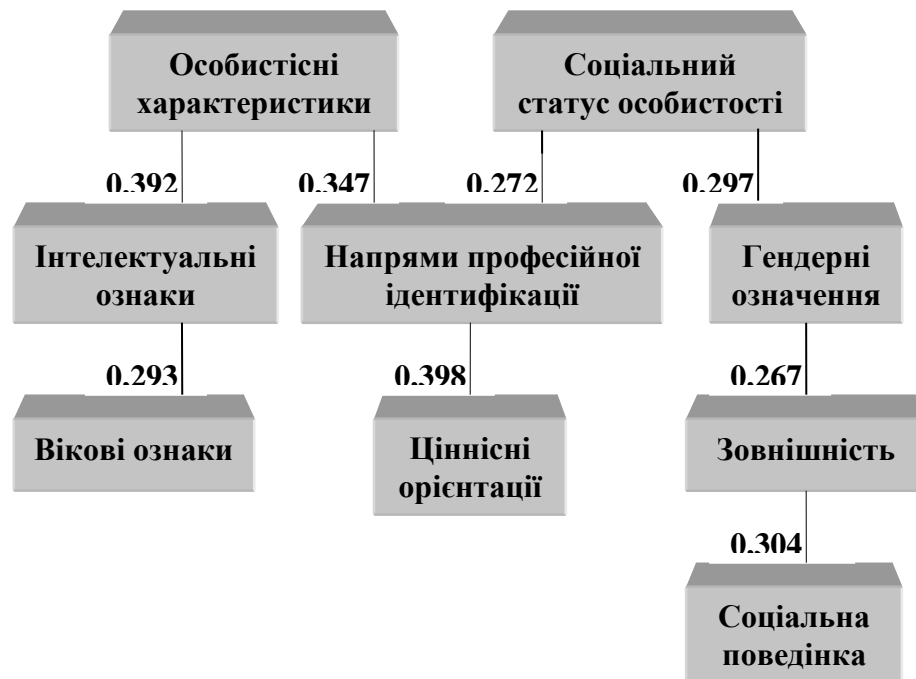 Особистісні
характеристики
Соціальний
статус особистості
0.392
0.347
0.272
0.297
Інтелектуальні
ознаки
Напрями професійної
ідентифікації
Гендерні
означення
0.293
0.398
0.267
Вікові ознаки
Ціннісні
орієнтації
Зовнішність
0.304
Соціальна
поведінка